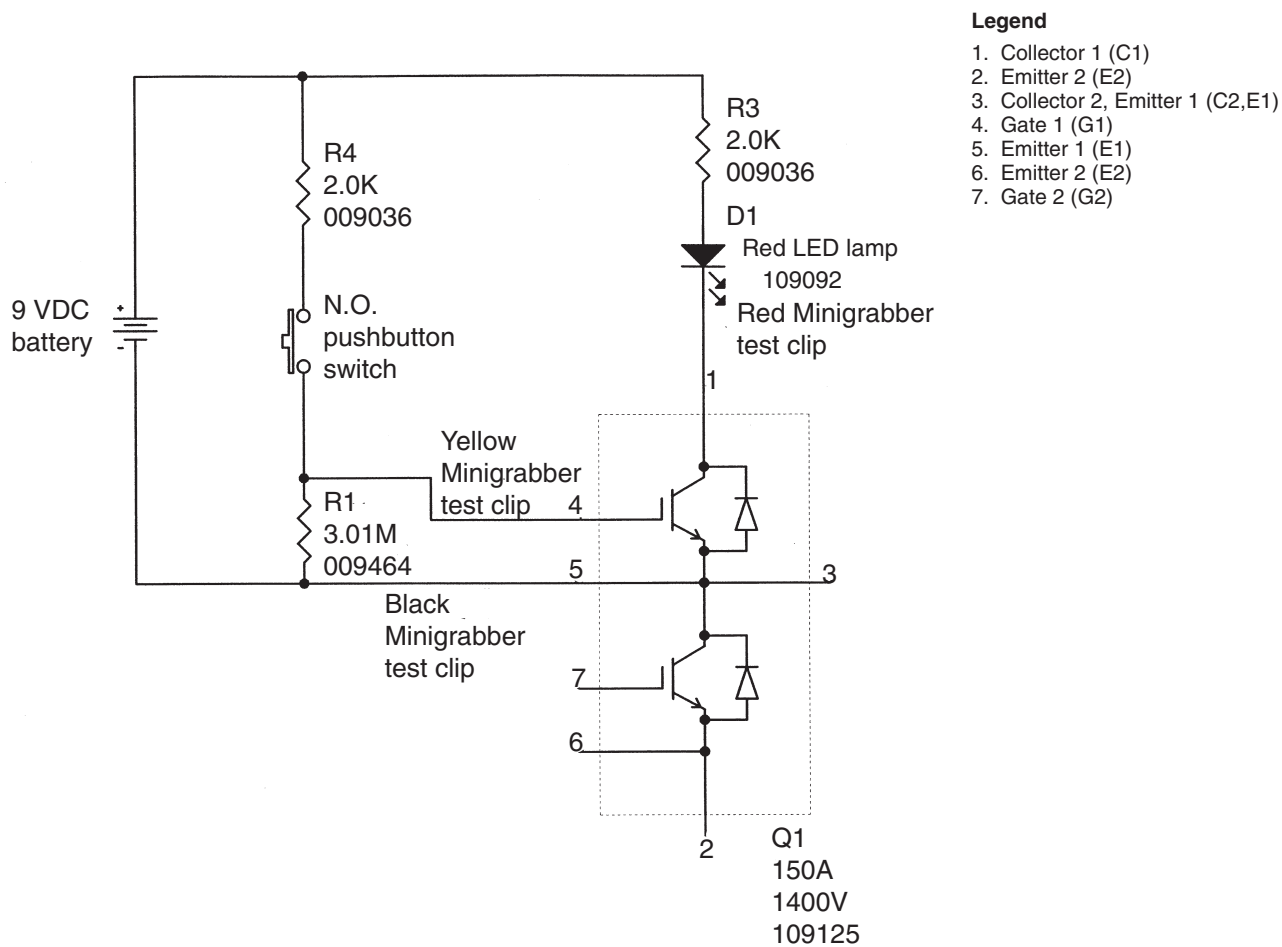 Legend
1. Collector 1 (C1)
2. Emitter 2 (E2)
3. Collector 2, Emitter 1 (C2,E1)
4. Gate 1 (G1)
5. Emitter 1 (E1)
6. Emitter 2 (E2)
7. Gate 2 (G2)
R3
2.0K
009036
R4
2.0K
009036
D1
Red LED lamp
109092
Red Minigrabber
test clip
9 VDC
battery
+
-
N.O.
pushbutton
switch
1
Yellow
Minigrabber
test clip
4
R1
3.01M
009464
5
3
Black
Minigrabber
test clip
7
6
2
Q1
150A
1400V
109125